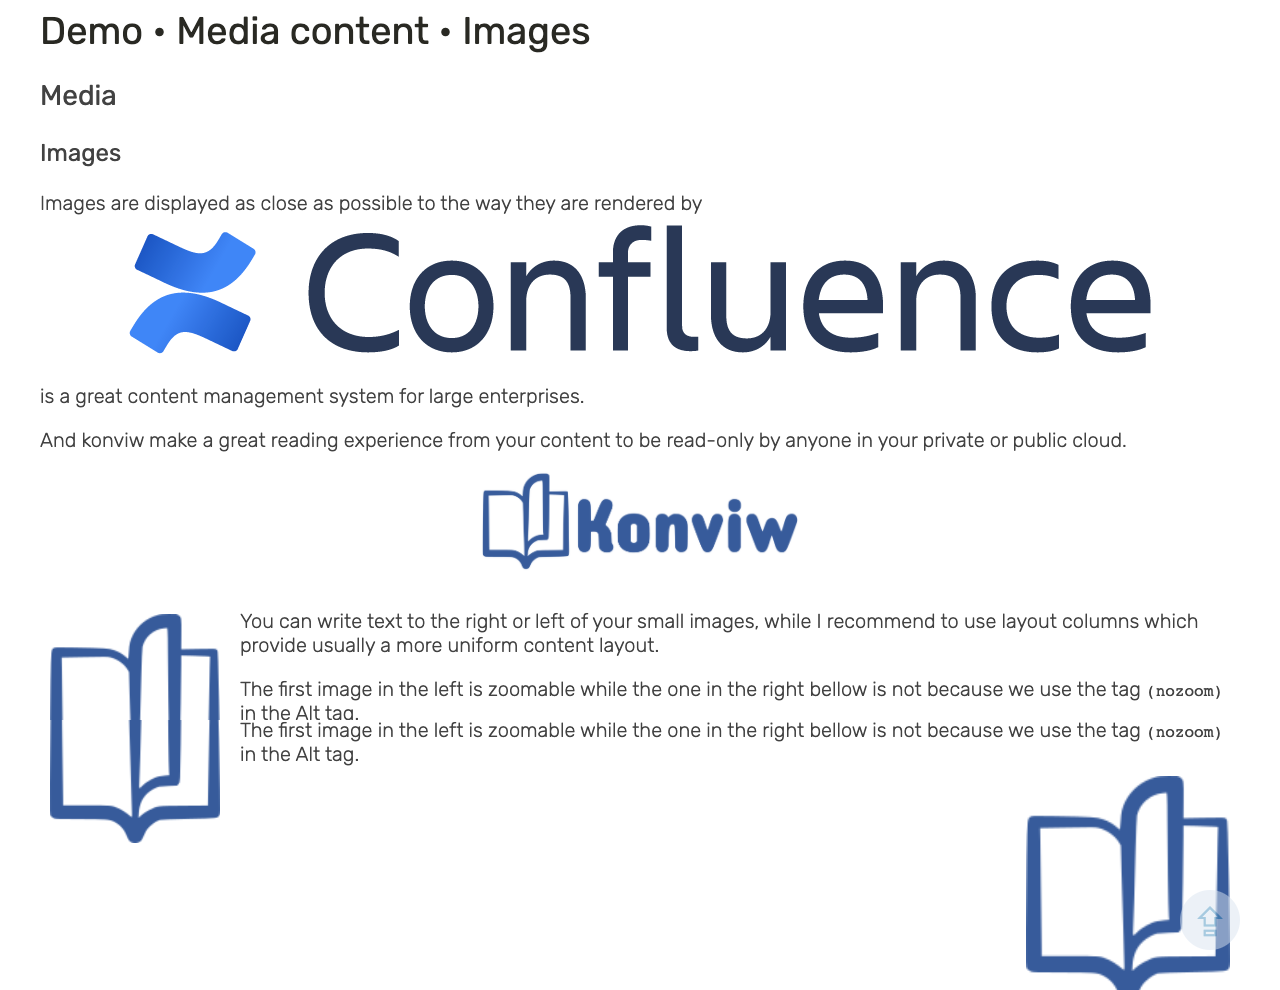 Demo • Media content • Images
Media
Images
Images are displayed as close as possible to the way they are rendered by
Confluence
is a great content management system for large enterprises.
And konviw make a great reading experience from your content to be read-only by anyone in your private or public cloud.
Konviw
You can write text to the right or left of your small images, while I recommend to use layout columns which
provide usually a more uniform content layout.
The first image in the left is zoomable while the one in the right bellow is not because we use the tag (nozoom)
in the Alt tag.
The first image in the left is zoomable while the one in the right bellow is not because we use the tag (nozoom)
in the Alt tag.